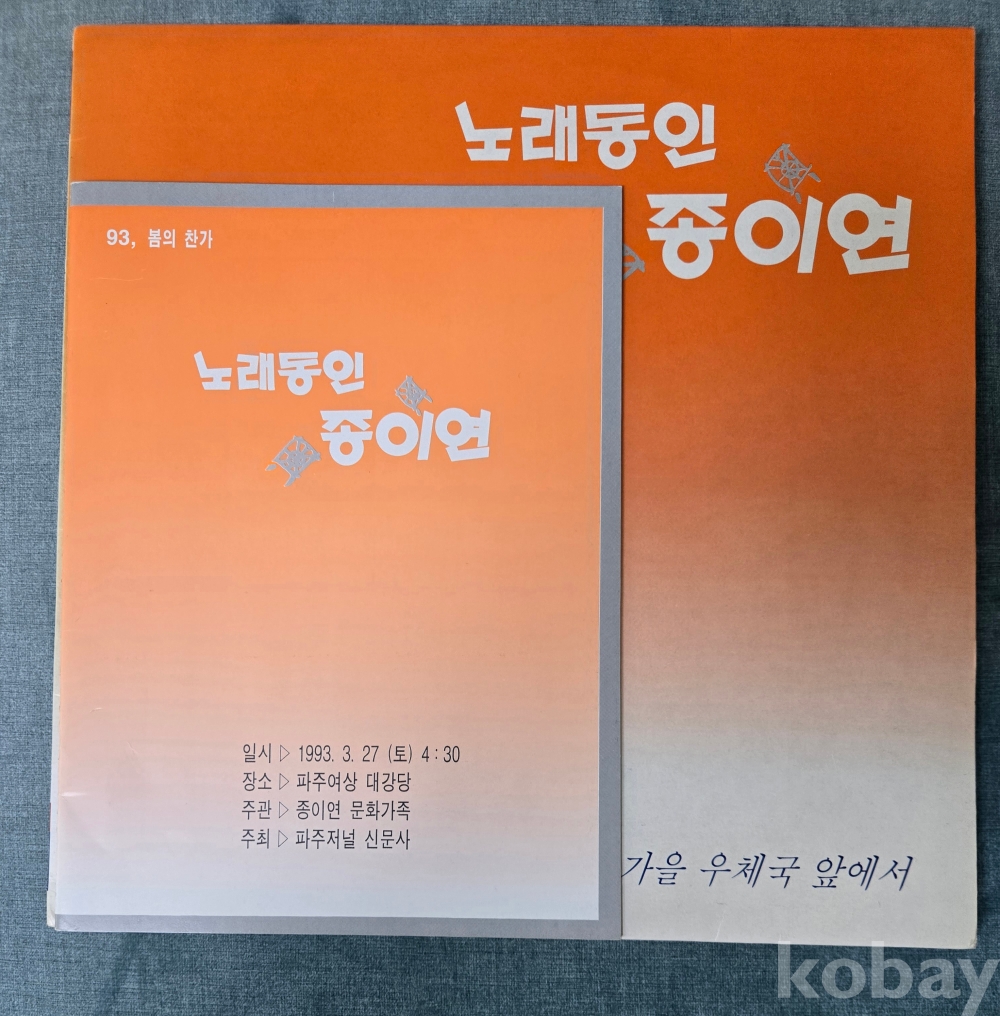 노래동인
종이연
93, 봄의 찬가
노래동인
종이연
일시 ▷ 1993. 3. 27 (토) 4 : 30
장소 ▷ 파주여상 대강당
주관 ▷ 종이연 문화가족
주최 ▷ 파주저널 신문사
가을 우체국 앞에서
kobay